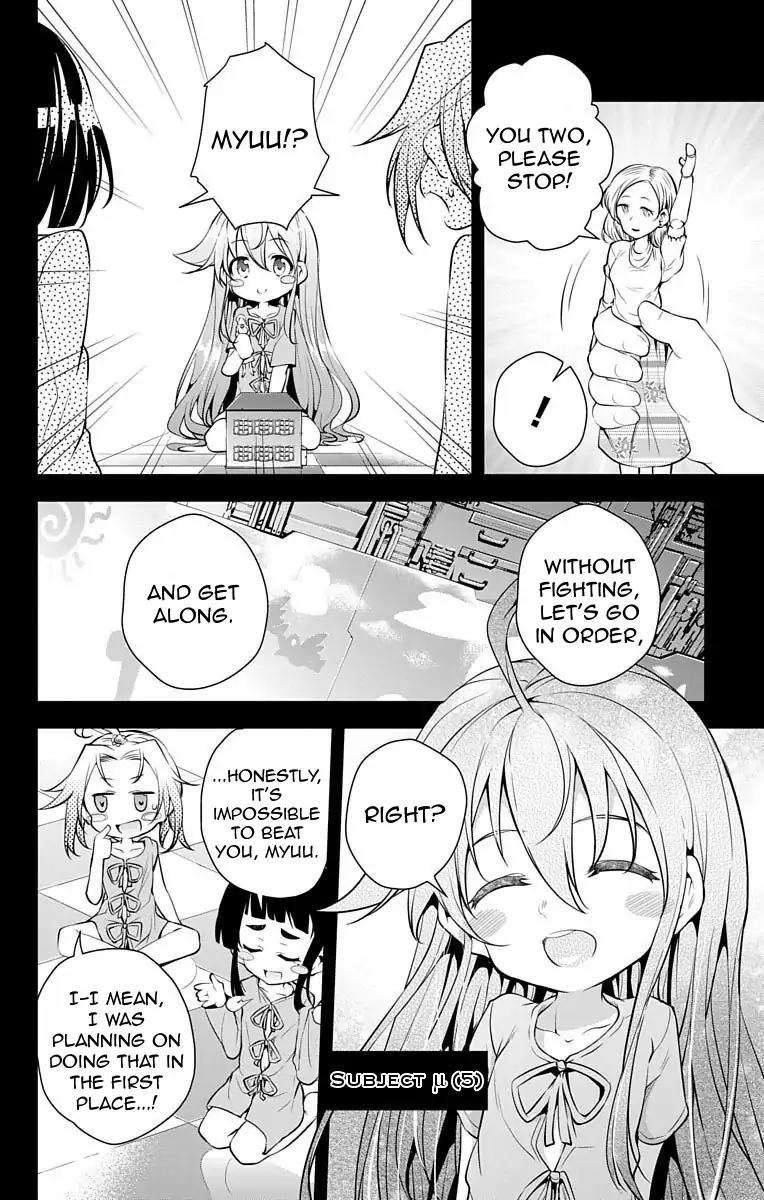 YOU TWO,
PLEASE
STOP!
!
MYUU!?
WITHOUT
FIGHTING,
LET'S GO
IN ORDER,
AND GET
ALONG.
RIGHT?
...HONESTLY,
IT'S
IMPOSSIBLE
TO BEAT
YOU, MYUU.
I-I MEAN,
I WAS
PLANNING ON
DOING THAT IN
THE FIRST
PLACE...!
SUBJECT μ (5)